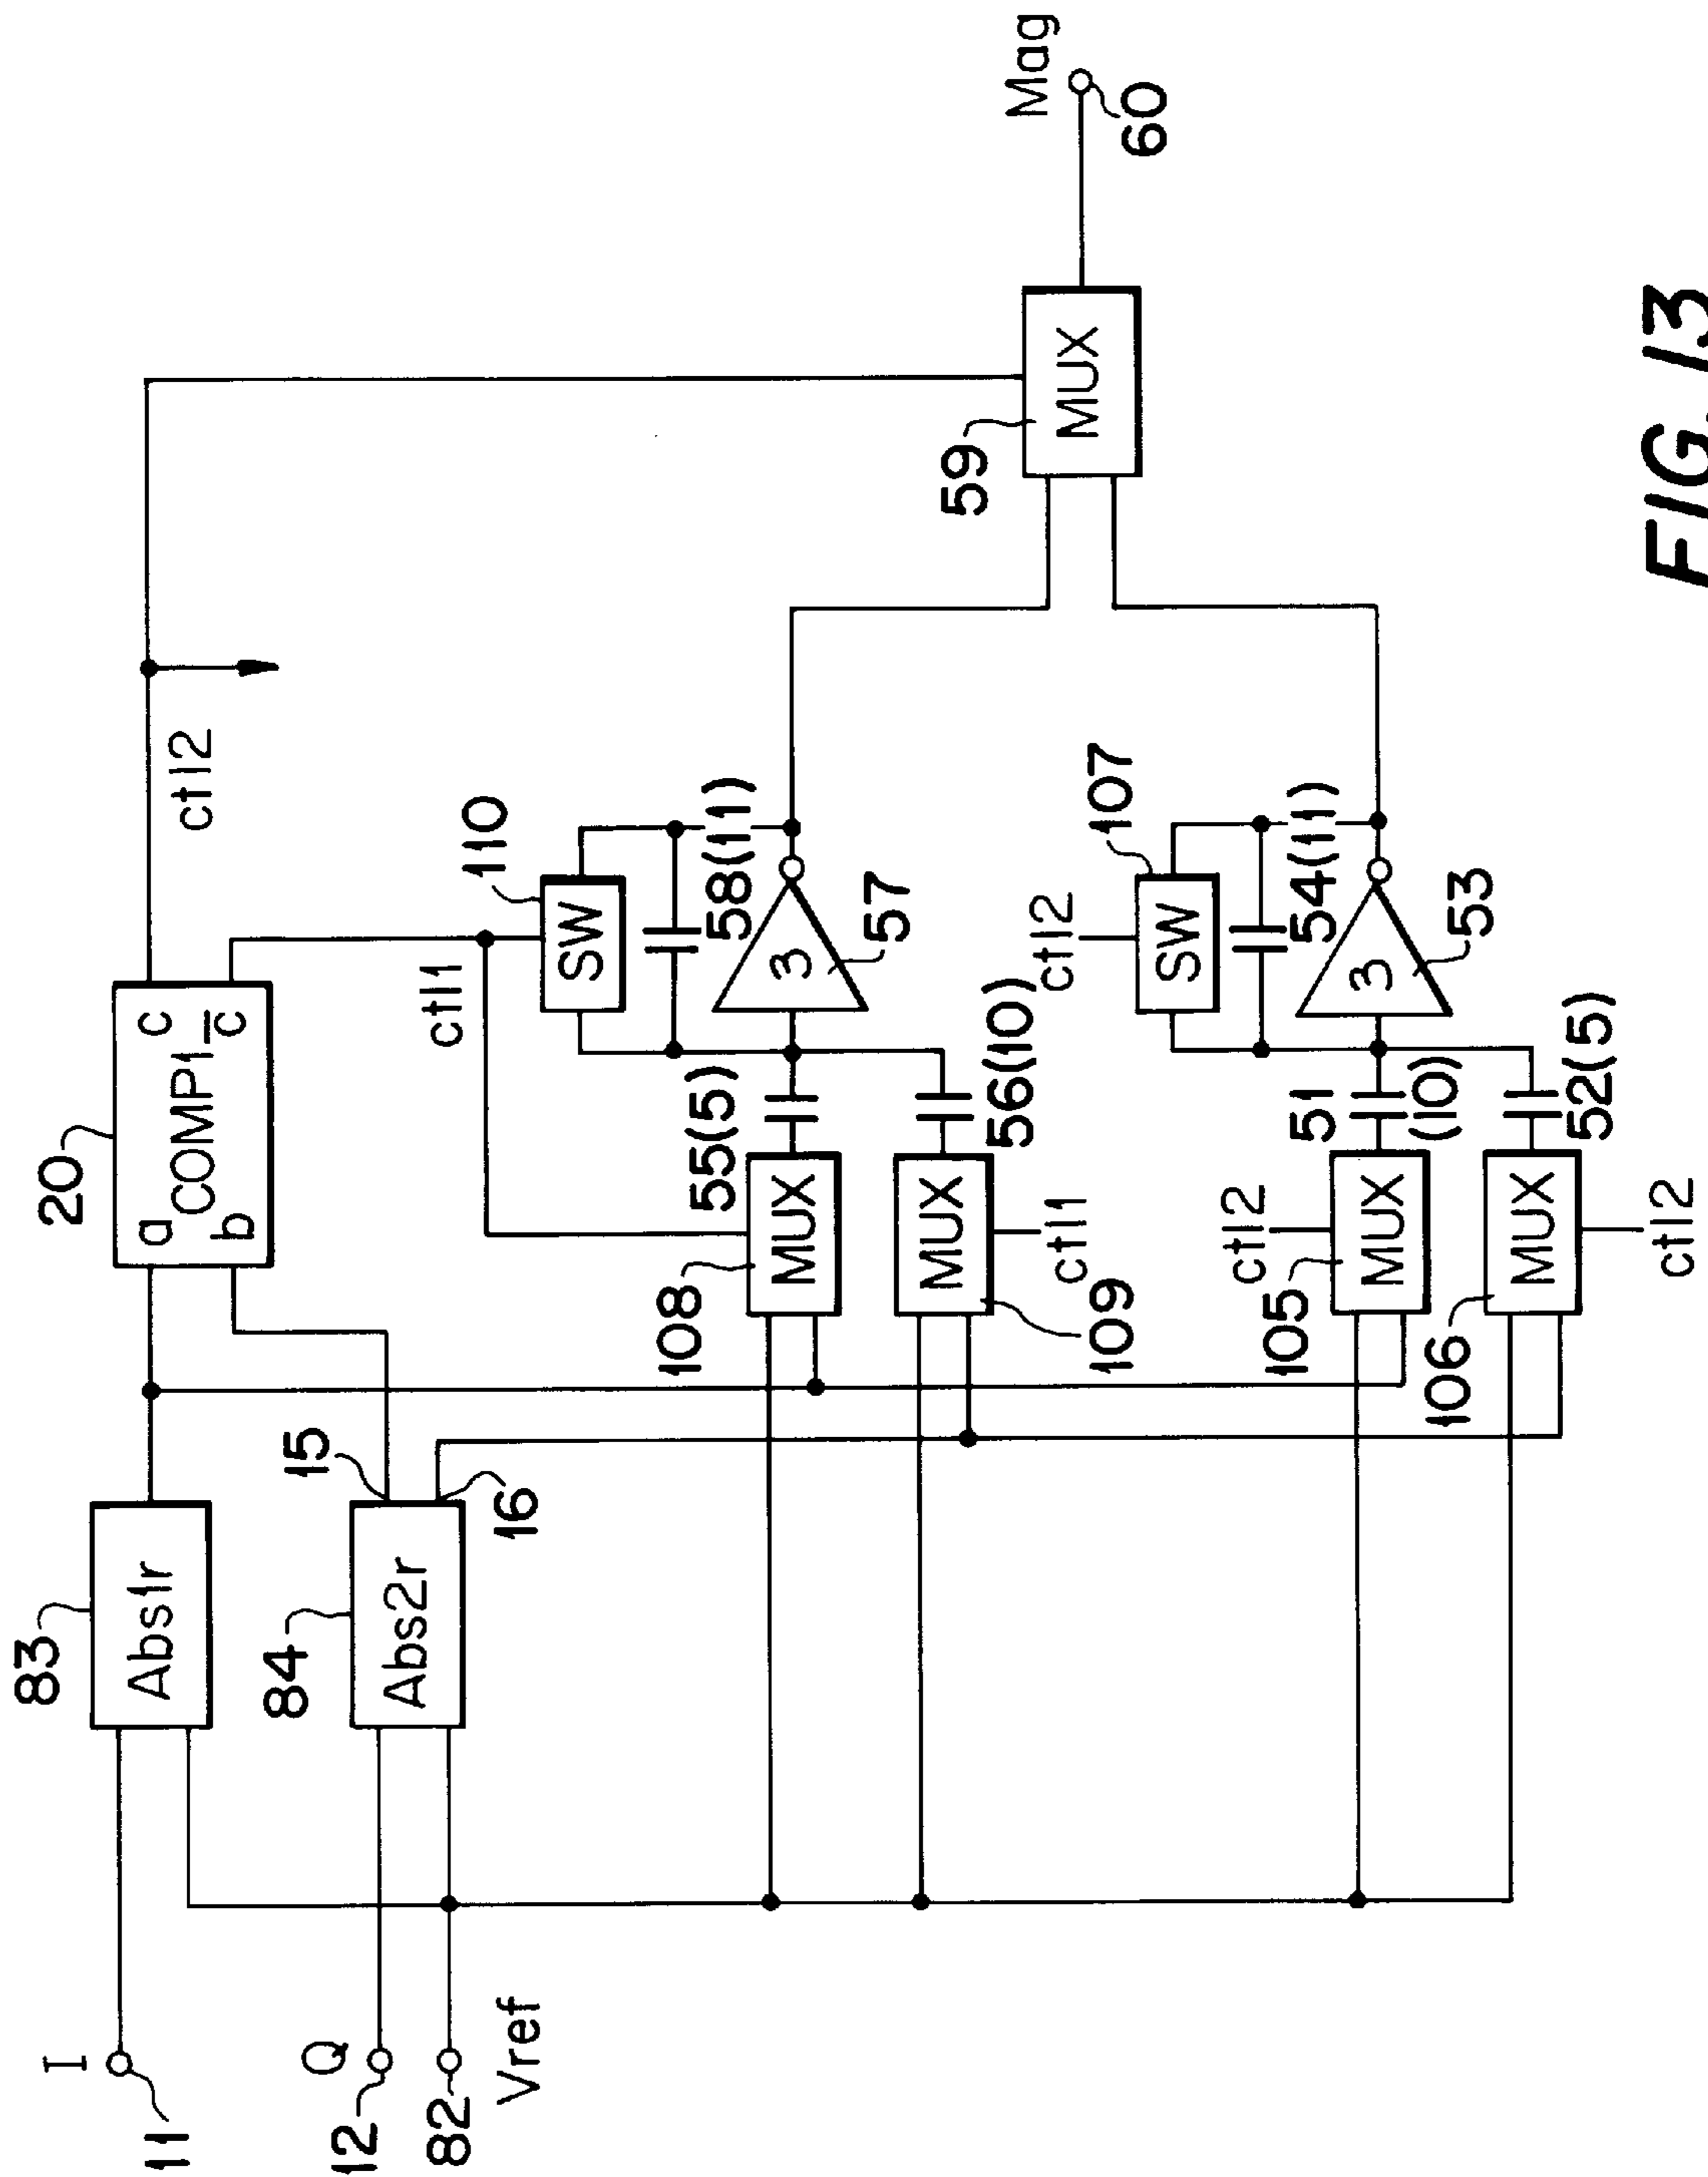 I
11
Q
12
82
Vref
83
Abs1r
84
Abs2r
15
16
20
a
b
COMP1
c
c̅
ctl2
ctl1
108
MUX
55(5)
110
SW
58(11)
3
57
109
MUX
ctl1
56(10)
ctl2
105
MUX
51
(10)
ctl2
107
SW
54(11)
3
53
106
MUX
ctl2
52(5)
59
MUX
Mag
60
FIG. 13